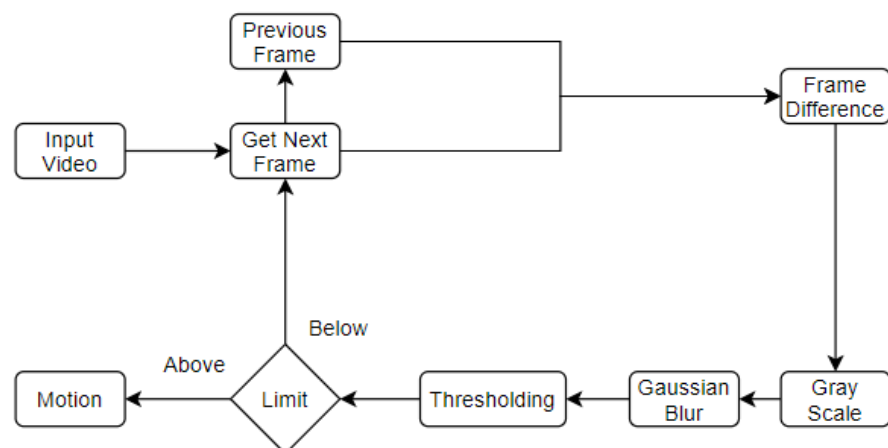 Previous
Frame
Frame
Difference
Input
Video
Get Next
Frame
Below
Above
Motion
Limit
Thresholding
Gaussian
Blur
Gray
Scale